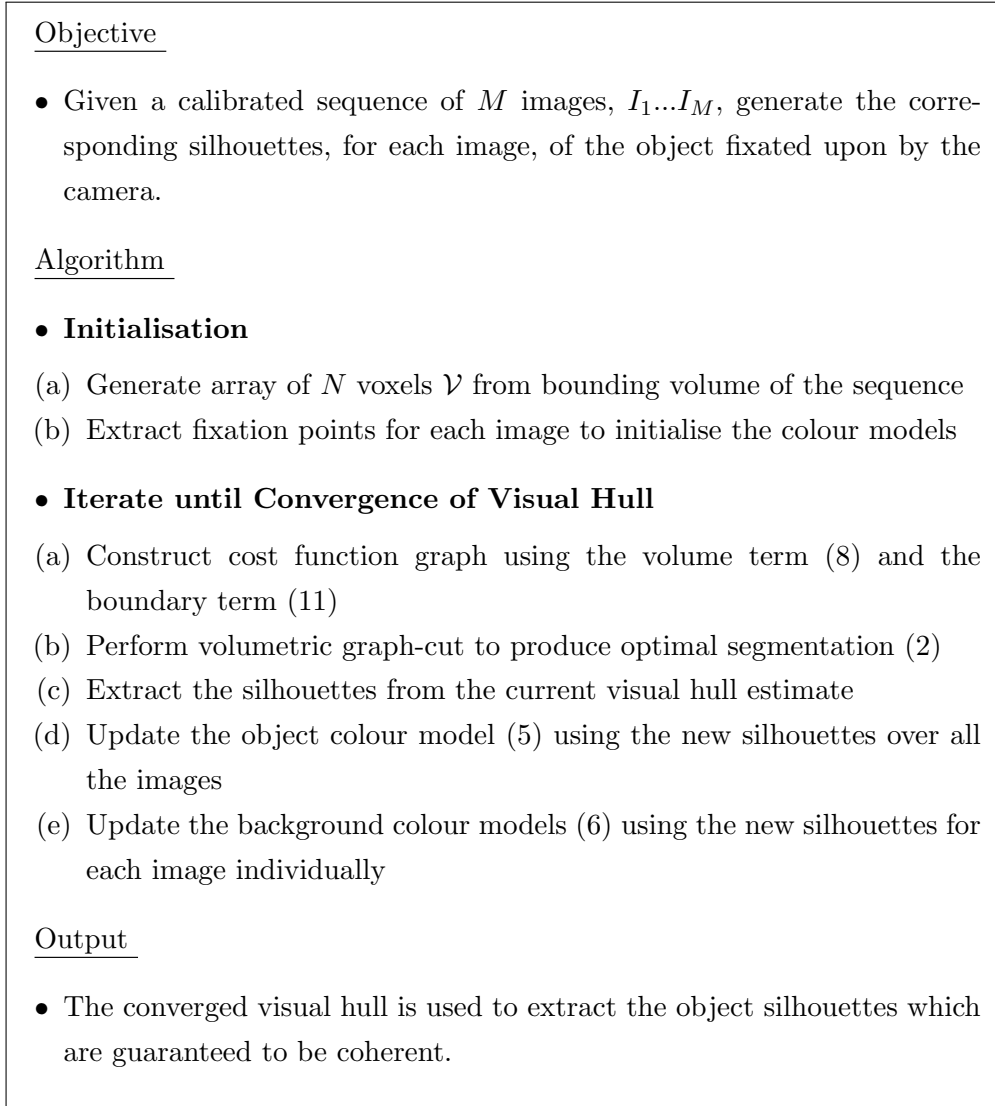 Objective
• Given a calibrated sequence of M images, I₁...I_M, generate the corre-
sponding silhouettes, for each image, of the object fixated upon by the
camera.
Algorithm
• Initialisation
(a) Generate array of N voxels 𝒱 from bounding volume of the sequence
(b) Extract fixation points for each image to initialise the colour models
• Iterate until Convergence of Visual Hull
(a) Construct cost function graph using the volume term (8) and the
boundary term (11)
(b) Perform volumetric graph-cut to produce optimal segmentation (2)
(c) Extract the silhouettes from the current visual hull estimate
(d) Update the object colour model (5) using the new silhouettes over all
the images
(e) Update the background colour models (6) using the new silhouettes for
each image individually
Output
• The converged visual hull is used to extract the object silhouettes which
are guaranteed to be coherent.